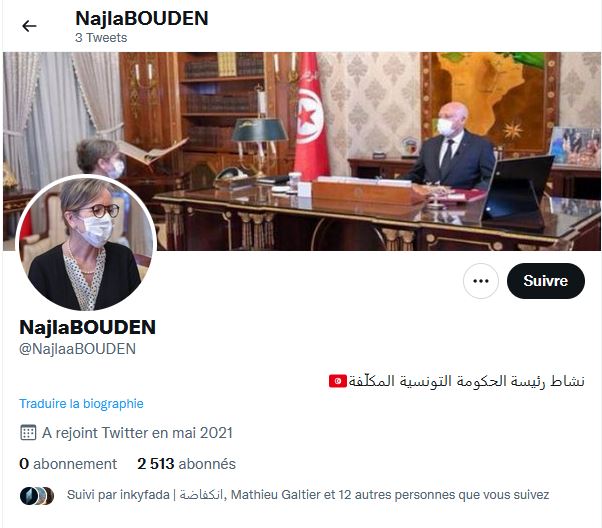 NajlaBOUDEN
3 Tweets
Suivre
NajlaBOUDEN
@NajlaaBOUDEN
نشاط رئيسة الحكومة التونسية المكلّفة
Traduire la biographie
A rejoint Twitter en mai 2021
0 abonnement 2 513 abonnés
Suivi par inkyfada | انكفاضة, Mathieu Galtier et 12 autres personnes que vous suivez